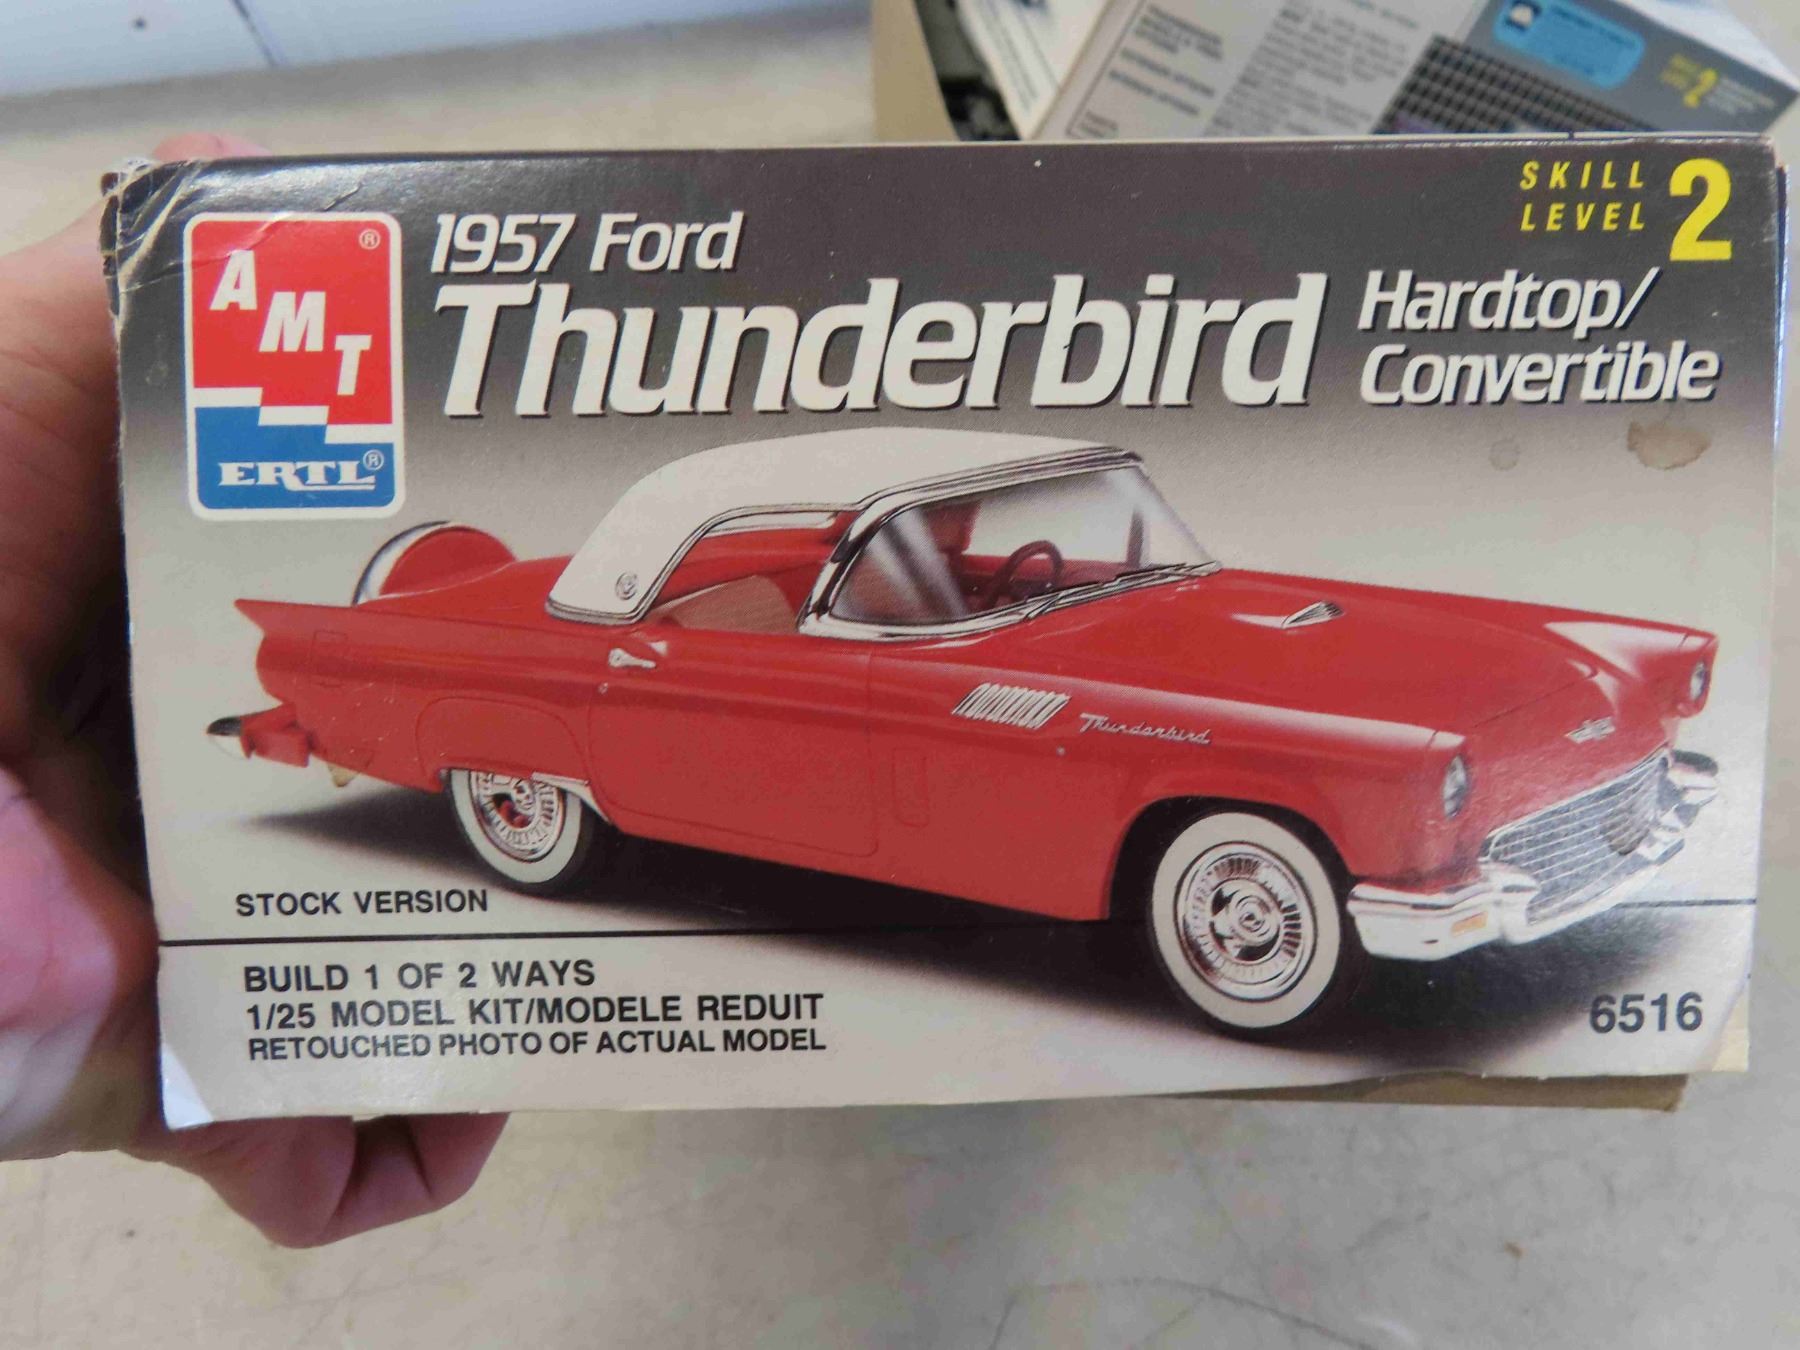 SKILL
LEVEL 2
AMT®
ERTL®
1957 Ford
Thunderbird
Hardtop/
Convertible
Thunderbird
STOCK VERSION
BUILD 1 OF 2 WAYS
1/25 MODEL KIT/MODELE REDUIT
RETOUCHED PHOTO OF ACTUAL MODEL
6516
2